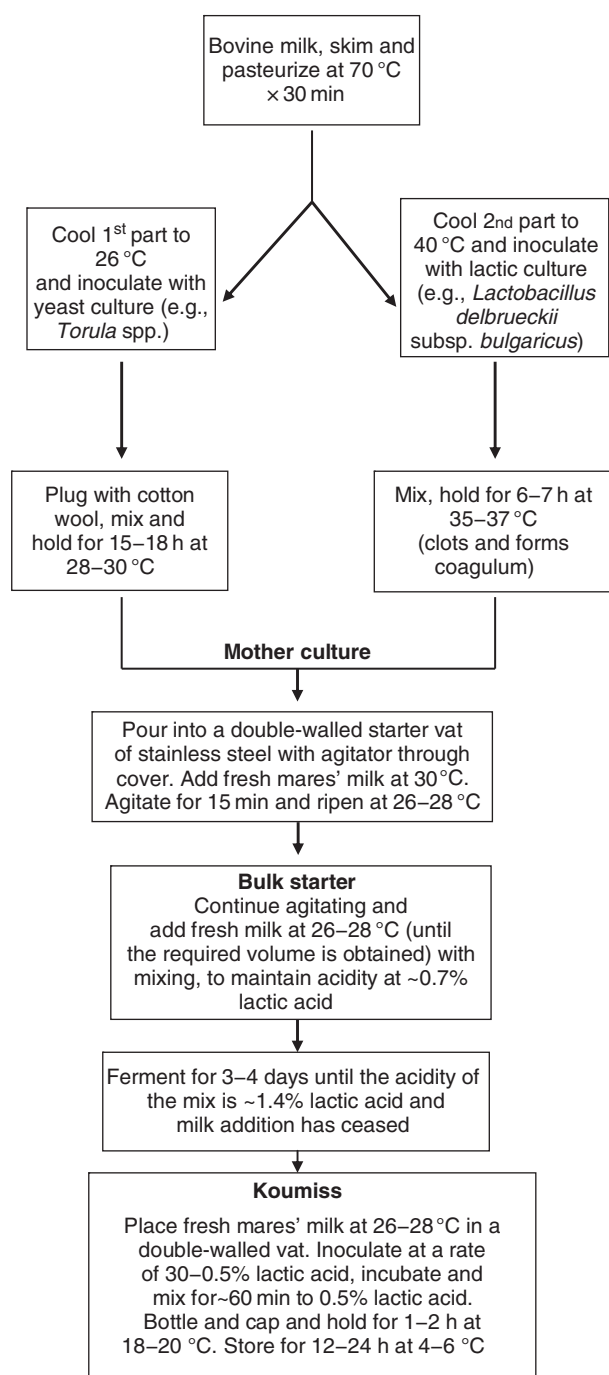 Bovine milk, skim and
pasteurize at 70 °C
× 30 min
Cool 1st part to
26 °C
and inoculate with
yeast culture (e.g.,
Torula spp.)
Cool 2nd part to
40 °C and inoculate
with lactic culture
(e.g., Lactobacillus
delbrueckii
subsp. bulgaricus)
Plug with cotton
wool, mix and
hold for 15–18 h at
28–30 °C
Mix, hold for 6–7 h at
35–37 °C
(clots and forms
coagulum)
Mother culture
Pour into a double-walled starter vat
of stainless steel with agitator through
cover. Add fresh mares' milk at 30 °C.
Agitate for 15 min and ripen at 26–28 °C
Bulk starter
Continue agitating and
add fresh milk at 26–28 °C (until
the required volume is obtained) with
mixing, to maintain acidity at ~0.7%
lactic acid
Ferment for 3–4 days until the acidity of
the mix is ~1.4% lactic acid and
milk addition has ceased
Koumiss
Place fresh mares' milk at 26–28 °C in a
double-walled vat. Inoculate at a rate
of 30–0.5% lactic acid, incubate and
mix for~60 min to 0.5% lactic acid.
Bottle and cap and hold for 1–2 h at
18–20 °C. Store for 12–24 h at 4–6 °C